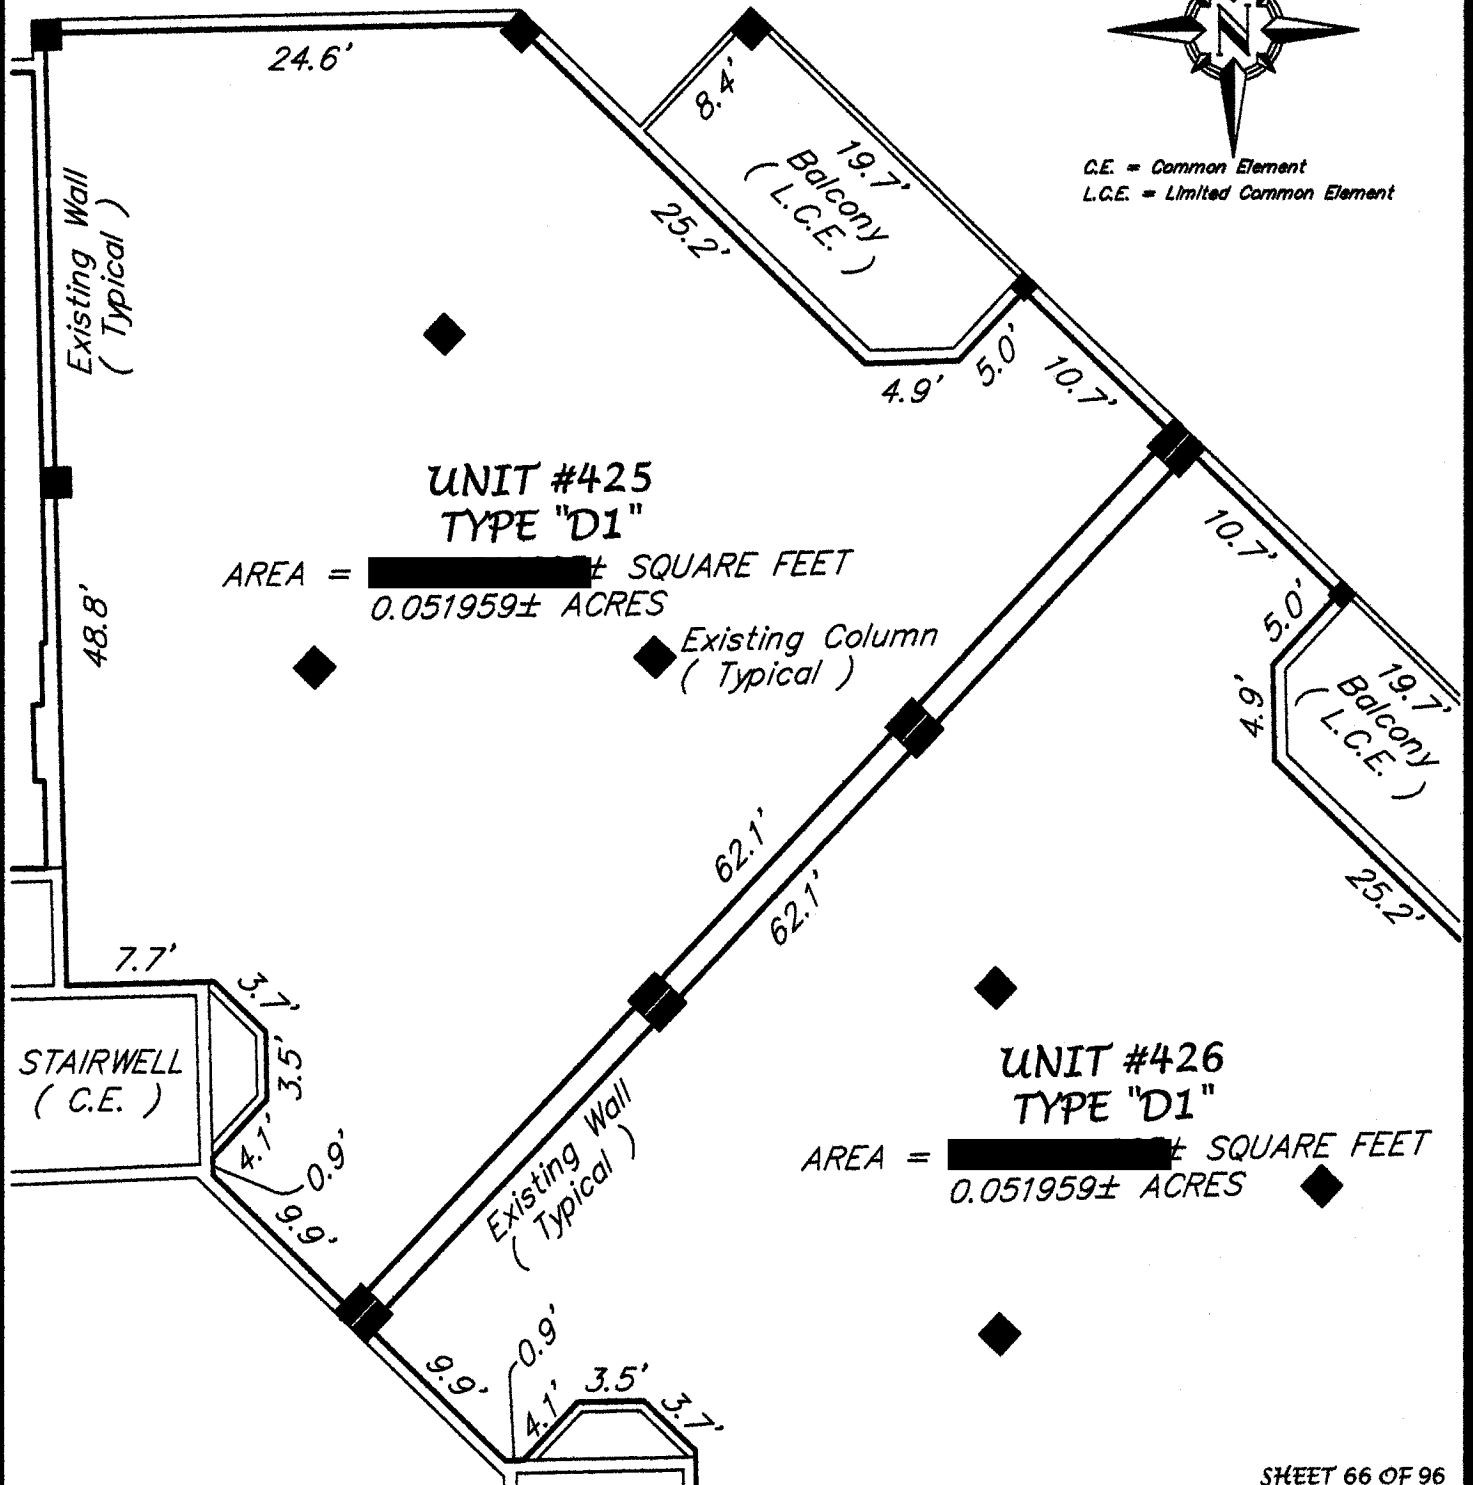 N
C.E. = Common Element
L.C.E. = Limited Common Element
24.6'
8.4'
19.7'
Balcony
( L.C.E. )
25.2'
Existing Wall
( Typical )
4.9'
5.0'
10.7'
UNIT #425
TYPE "D1"
AREA = ± SQUARE FEET
0.051959± ACRES
Existing Column
( Typical )
48.8'
10.7'
5.0'
4.9'
19.7'
Balcony
( L.C.E. )
25.2'
62.1'
62.1'
7.7'
3.7'
3.5'
STAIRWELL
( C.E. )
4.1'
0.9'
9.9'
Existing Wall
( Typical )
UNIT #426
TYPE "D1"
AREA = ± SQUARE FEET
0.051959± ACRES
9.9'
0.9'
4.1'
3.5'
3.7'
SHEET 66 OF 96